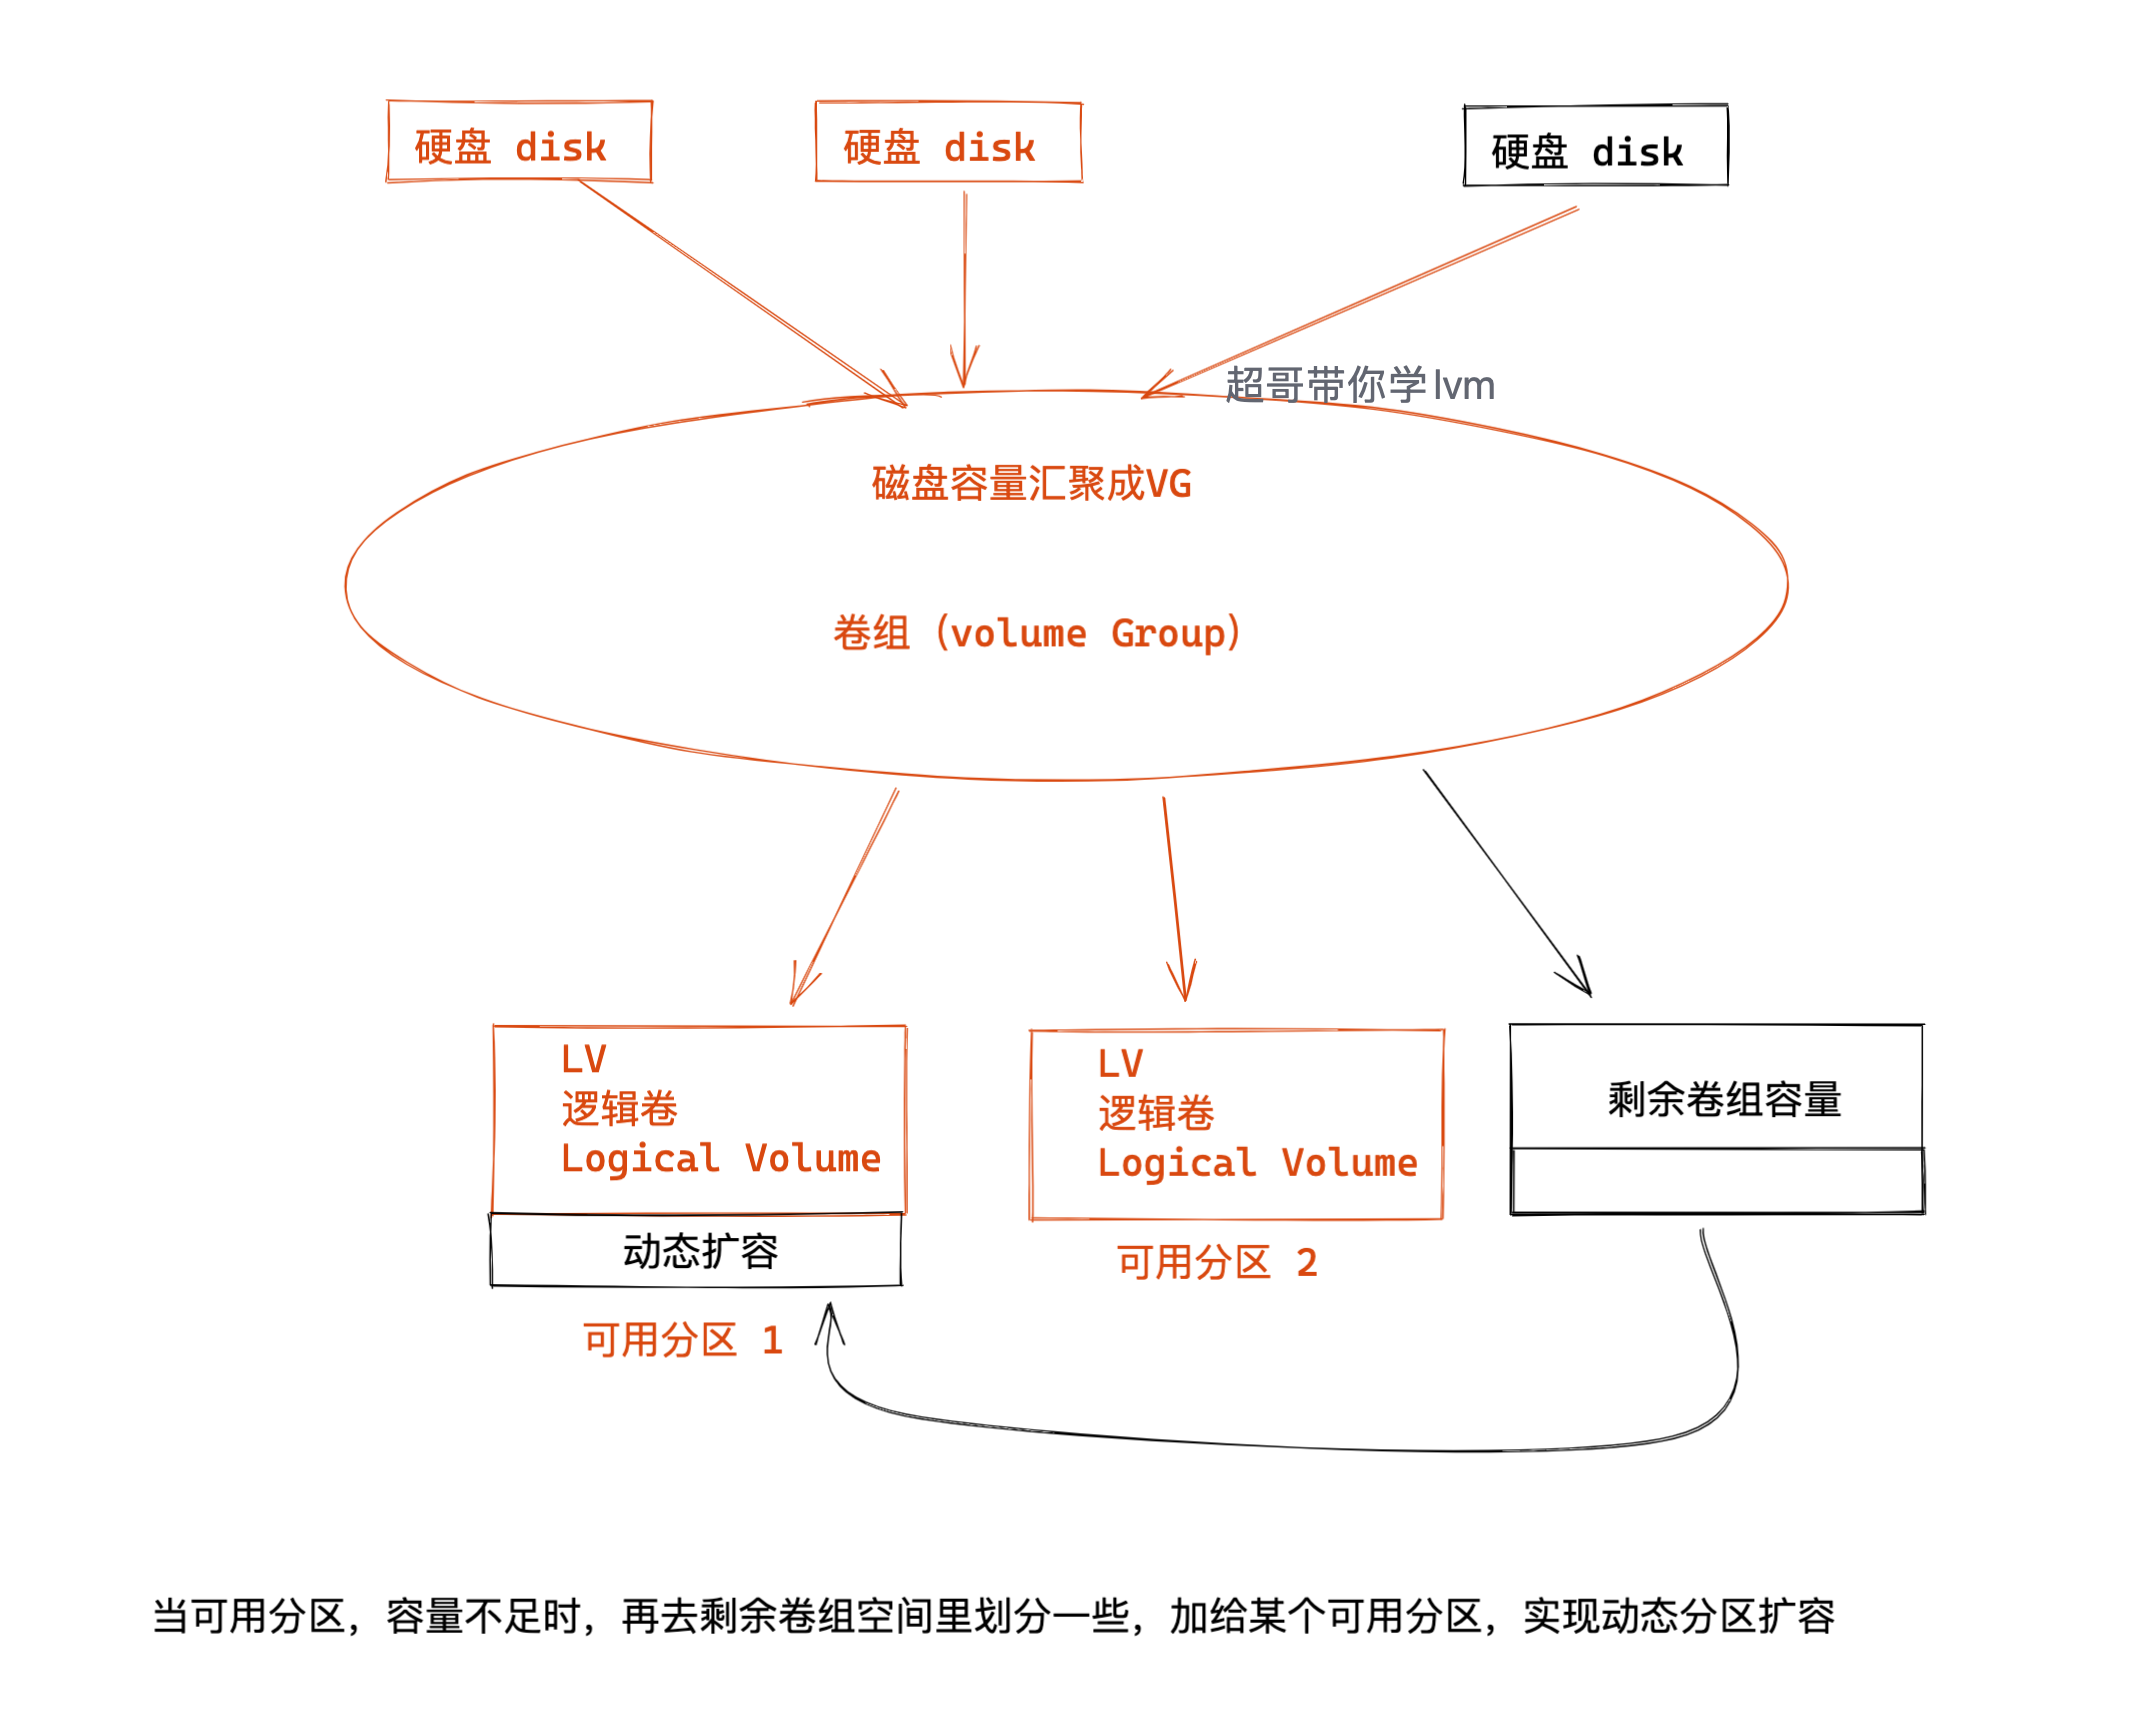 硬盘 disk
硬盘 disk
硬盘 disk
超哥带你学lvm
磁盘容量汇聚成VG
卷组（volume Group）
LV
逻辑卷
Logical Volume
动态扩容
可用分区 1
LV
逻辑卷
Logical Volume
可用分区 2
剩余卷组容量
当可用分区，容量不足时，再去剩余卷组空间里划分一些，加给某个可用分区，实现动态分区扩容